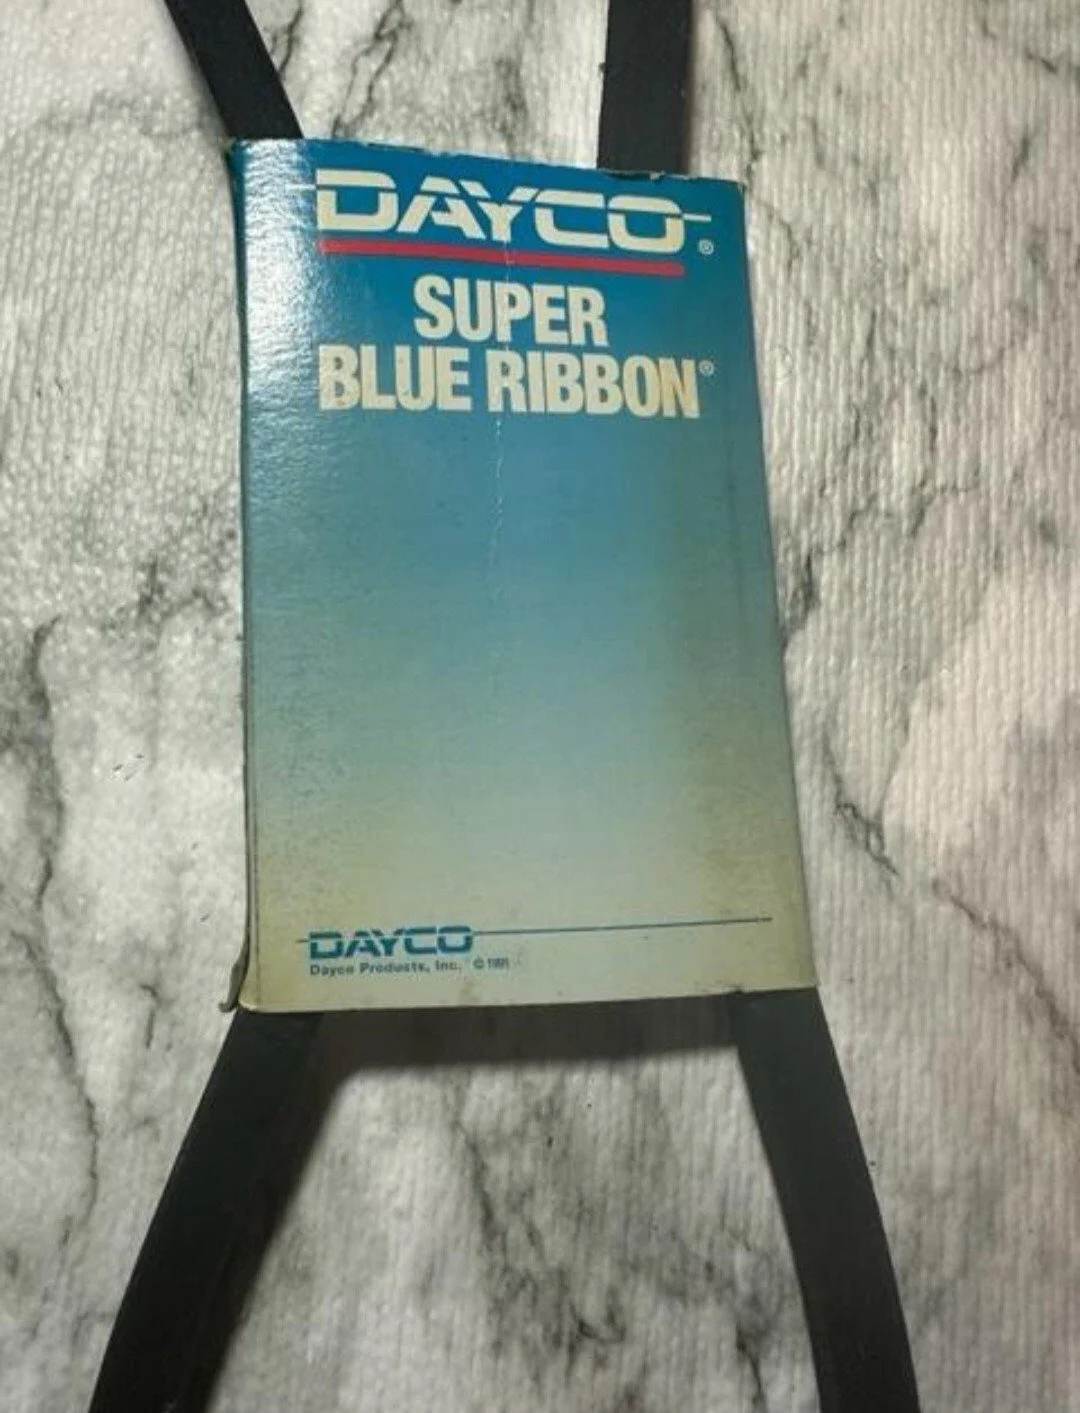 DAYCO®
SUPER
BLUE RIBBON®
DAYCO
Dayco Products, Inc. ©